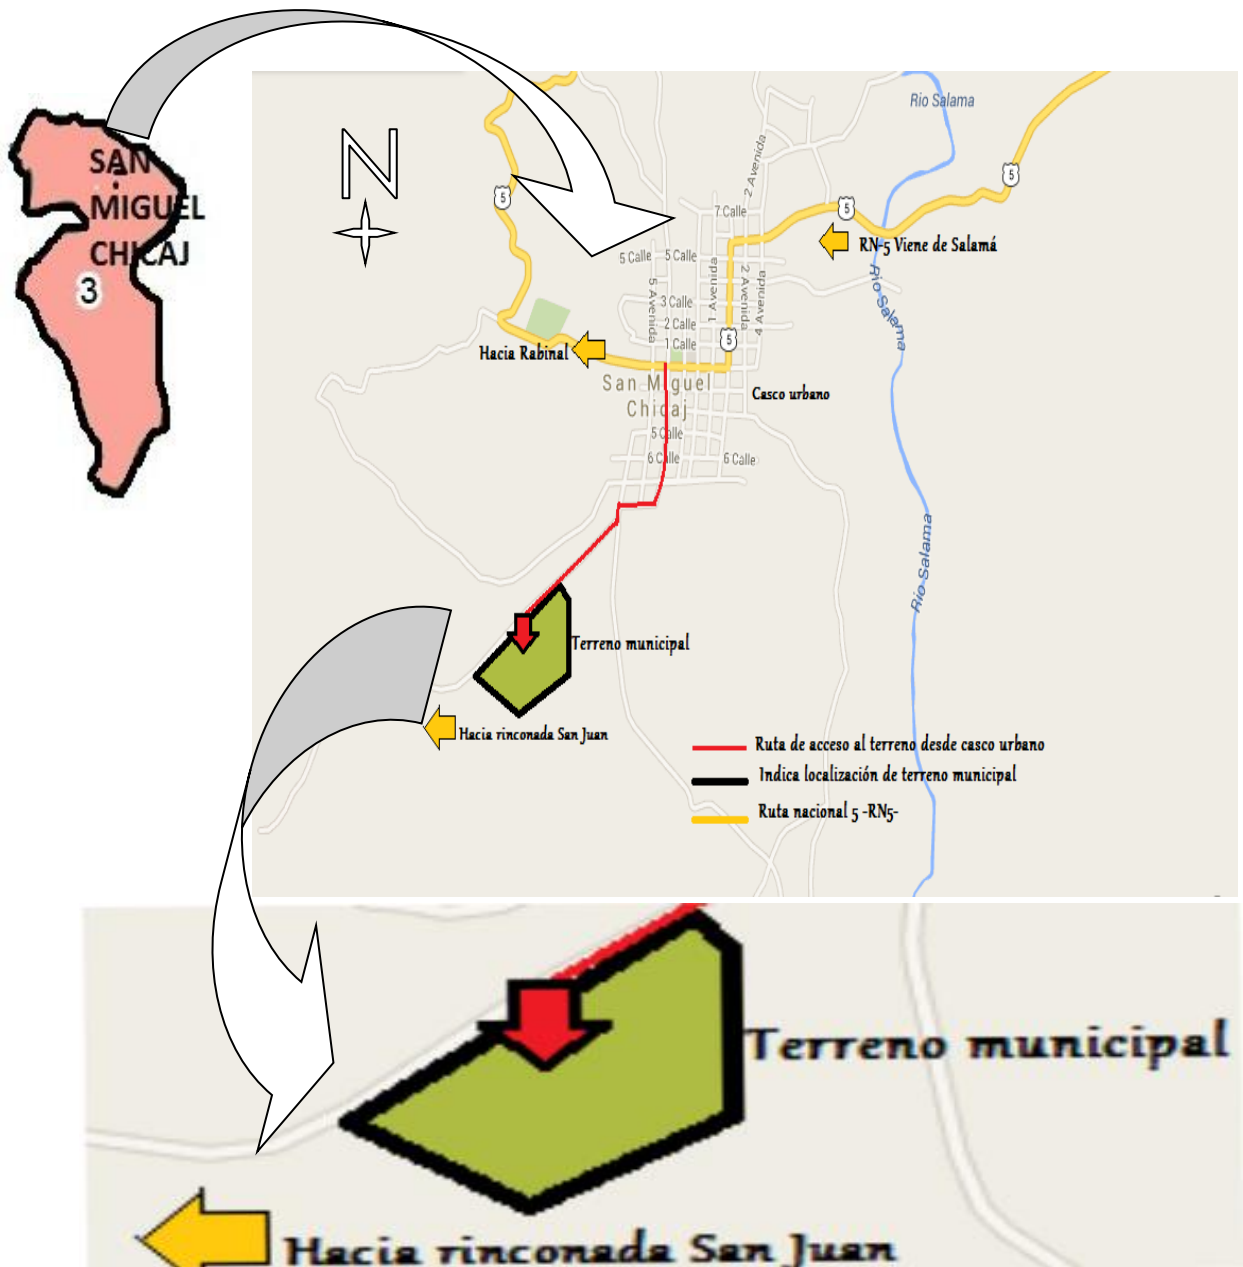 SAN
MIGUEL
CHICAJ
3
N
Rio Salama
5
5
5
2 Avenida
7 Calle
RN-5 Viene de Salamá
5 Calle
5 Calle
Rio Salama
5 Avenida
1 Avenida
2 Avenida
4 Avenida
3 Calle
2 Calle
1 Calle
5
Hacia Rabinal
San Miguel
Chicaj
Casco urbano
5 Calle
6 Calle
6 Calle
Rio Salama
Terreno municipal
Hacia rinconada San Juan
Ruta de acceso al terreno desde casco urbano
Indica localización de terreno municipal
Ruta nacional 5 -RN5-
Terreno municipal
Hacia rinconada San Juan